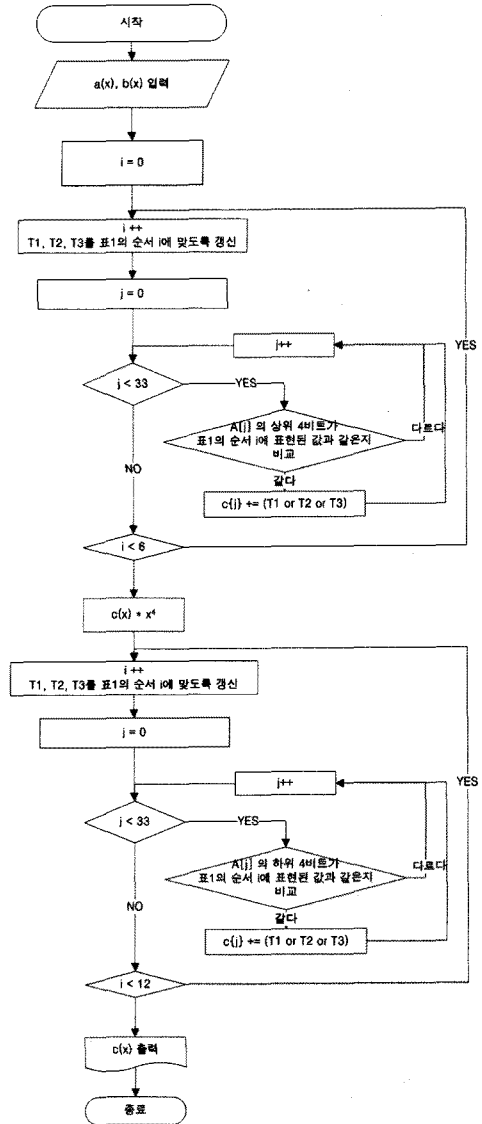 시작
a(x), b(x) 입력
i = 0
i ++
T1, T2, T3를 표1의 순서 i에 맞도록 갱신
j = 0
j++
YES
j < 33
YES
A[j] 의 상위 4비트가
표1의 순서 i에 표현된 값과 같은지
비교
다르다
NO
같다
c{j} += (T1 or T2 or T3)
i < 6
c(x) * x⁴
i ++
T1, T2, T3를 표1의 순서 i에 맞도록 갱신
j = 0
j++
YES
j < 33
YES
A[j] 의 하위 4비트가
표1의 순서 i에 표현된 값과 같은지
비교
다르다
NO
같다
c{j} += (T1 or T2 or T3)
i < 12
c(x) 출력
종료